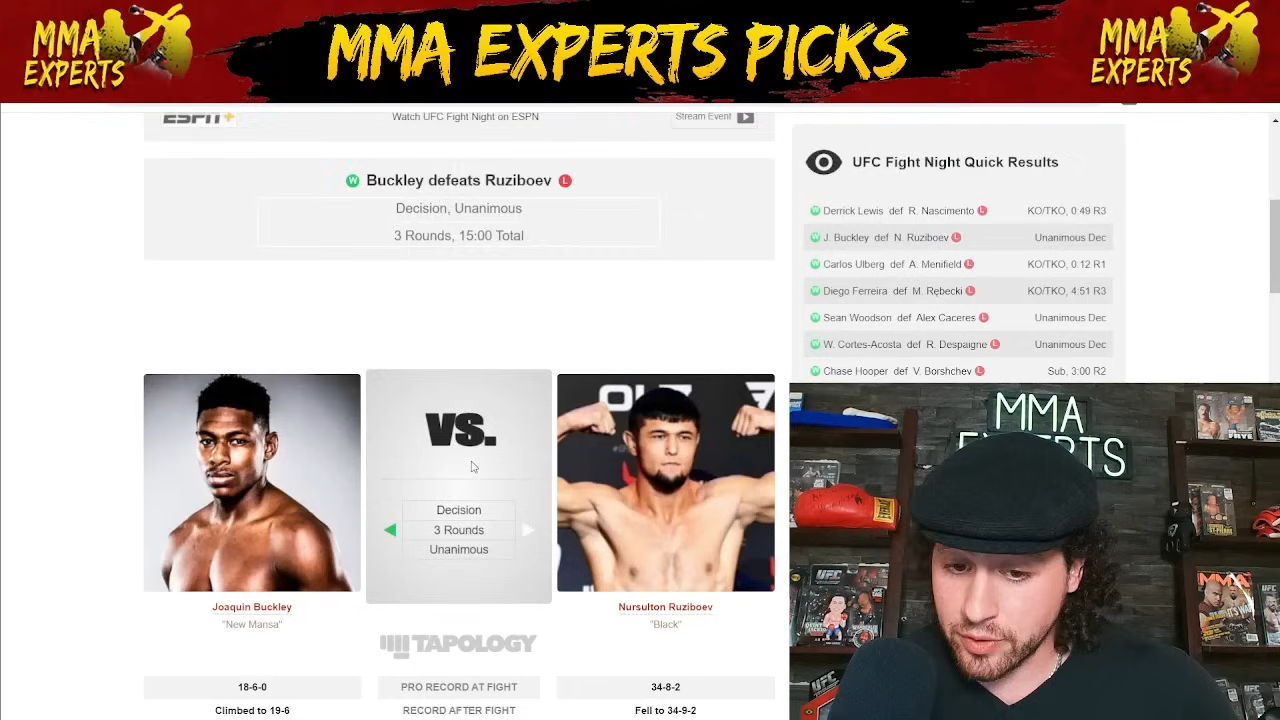 MMA
EXPERTS
MMA EXPERTS PICKS
MMA
EXPERTS
ESPN+
Watch UFC Fight Night on ESPN
Stream Event
W Buckley defeats Ruziboev L
Decision, Unanimous
3 Rounds, 15:00 Total
UFC Fight Night Quick Results
W Derrick Lewis def R. Nascimento L KO/TKO, 0:49 R3
W J. Buckley def N. Ruziboev L Unanimous Dec
W Carlos Ulberg def A. Menifield L KO/TKO, 0:12 R1
W Diego Ferreira def M. Rębecki L KO/TKO, 4:51 R3
W Sean Woodson def Alex Caceres L Unanimous Dec
W W. Cortes-Acosta def R. Despaigne L Unanimous Dec
W Chase Hooper def V. Borshchev L Sub, 3:00 R2
VS.
Decision
3 Rounds
Unanimous
Joaquin Buckley
"New Mansa"
Nursulton Ruziboev
"Black"
TAPOLOGY
18-6-0 PRO RECORD AT FIGHT 34-8-2
Climbed to 19-6 RECORD AFTER FIGHT Fell to 34-9-2
MMA
EXPERTS
UFC
MMA